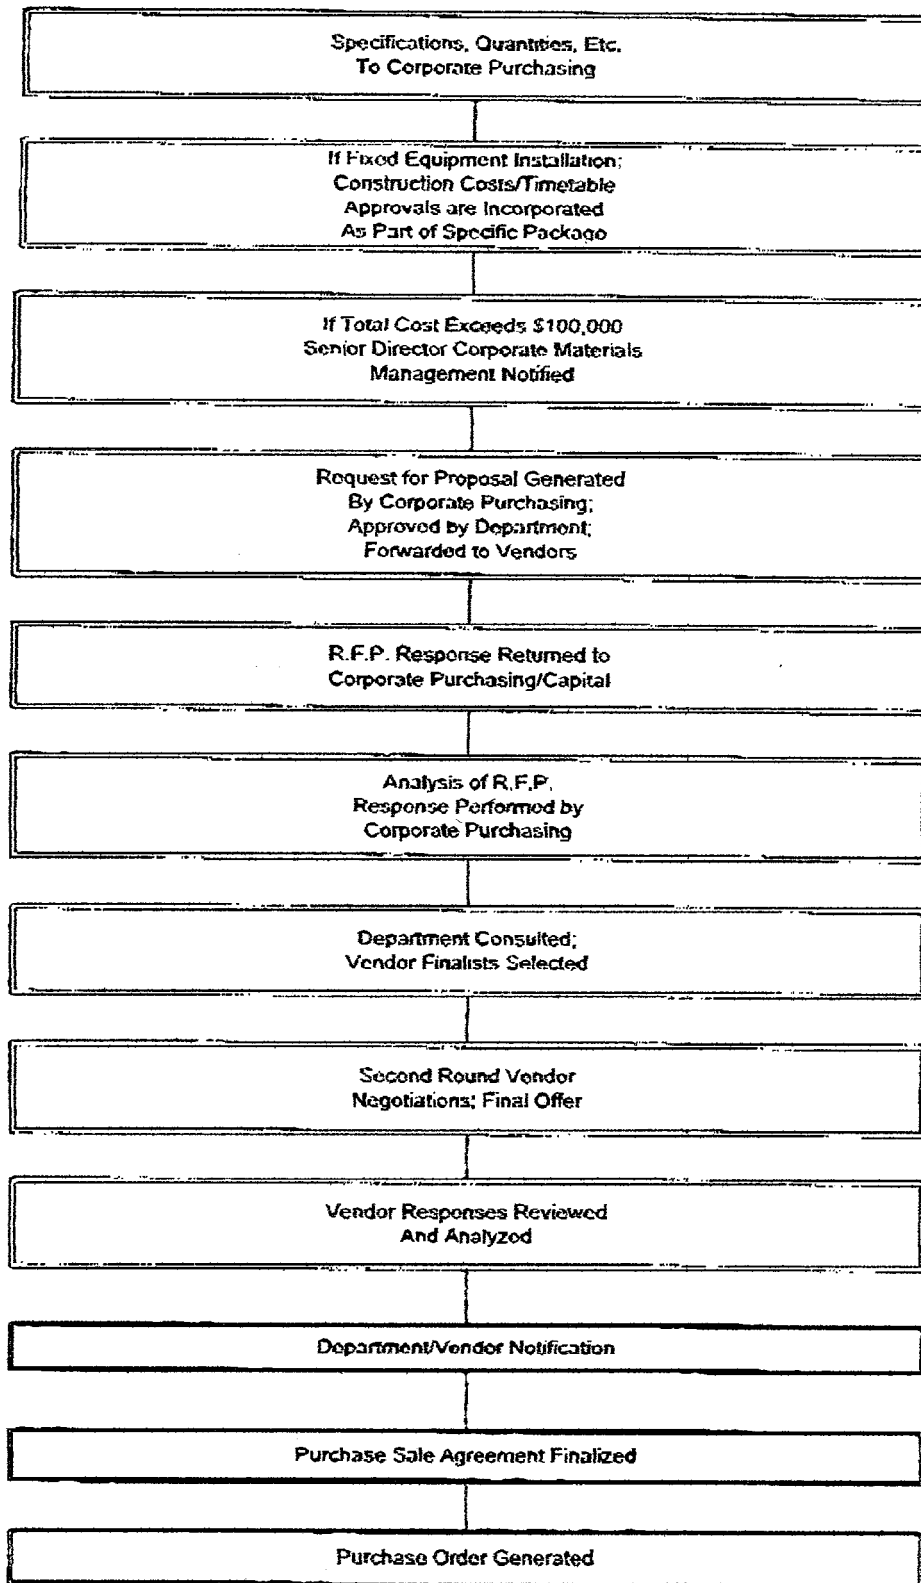 Specifications, Quantities, Etc.
To Corporate Purchasing
If Fixed Equipment Installation;
Construction Costs/Timetable
Approvals are Incorporated
As Part of Specific Package
If Total Cost Exceeds $100,000
Senior Director Corporate Materials
Management Notified
Request for Proposal Generated
By Corporate Purchasing;
Approved by Department;
Forwarded to Vendors
R.F.P. Response Returned to
Corporate Purchasing/Capital
Analysis of R.F.P.
Response Performed by
Corporate Purchasing
Department Consulted;
Vendor Finalists Selected
Second Round Vendor
Negotiations; Final Offer
Vendor Responses Reviewed
And Analyzed
Department/Vendor Notification
Purchase Sale Agreement Finalized
Purchase Order Generated